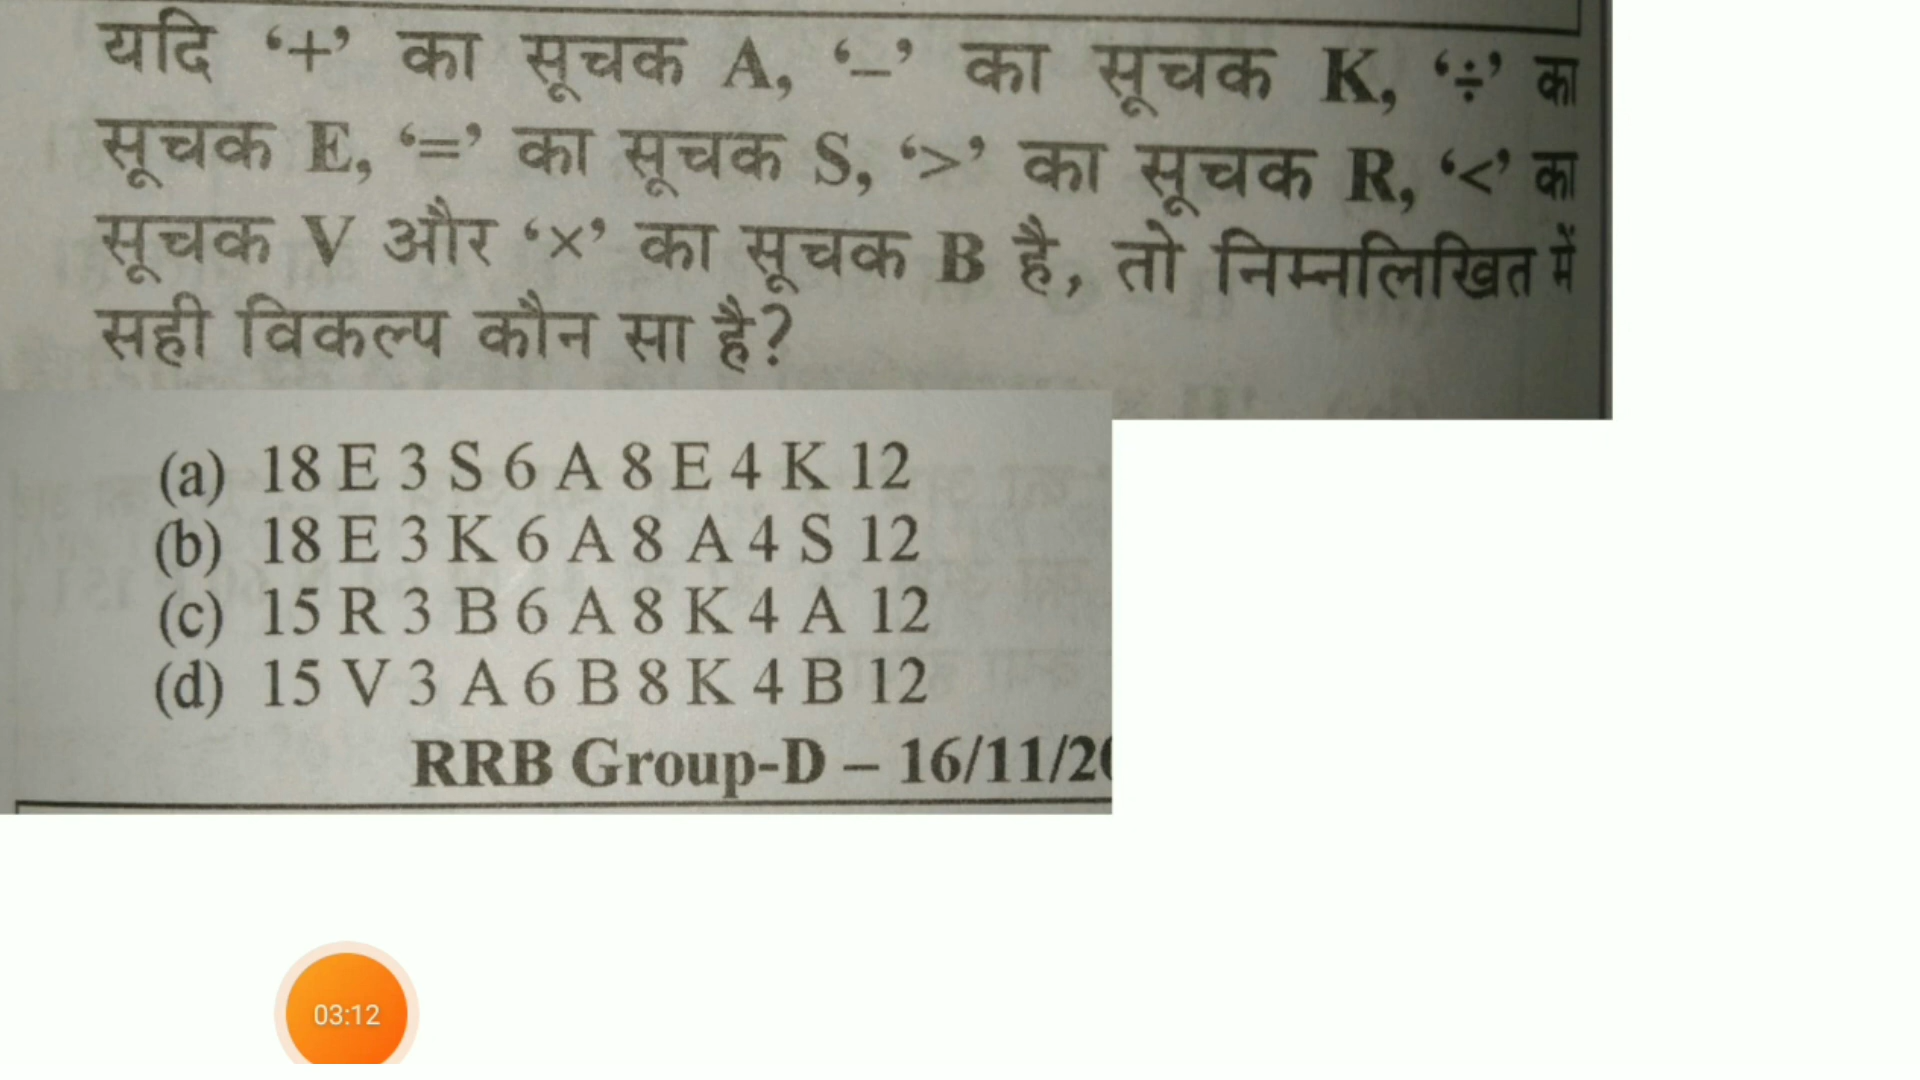 यदि ‘+’ का सूचक A, ‘–’ का सूचक K, ‘÷’ का
सूचक E, ‘=’ का सूचक S, ‘>’ का सूचक R, ‘<’ का
सूचक V और ‘×’ का सूचक B है, तो निम्नलिखित में
सही विकल्प कौन सा है?
(a) 18 E 3 S 6 A 8 E 4 K 12
(b) 18 E 3 K 6 A 8 A 4 S 12
(c) 15 R 3 B 6 A 8 K 4 A 12
(d) 15 V 3 A 6 B 8 K 4 B 12
RRB Group-D – 16/11/20
03:12